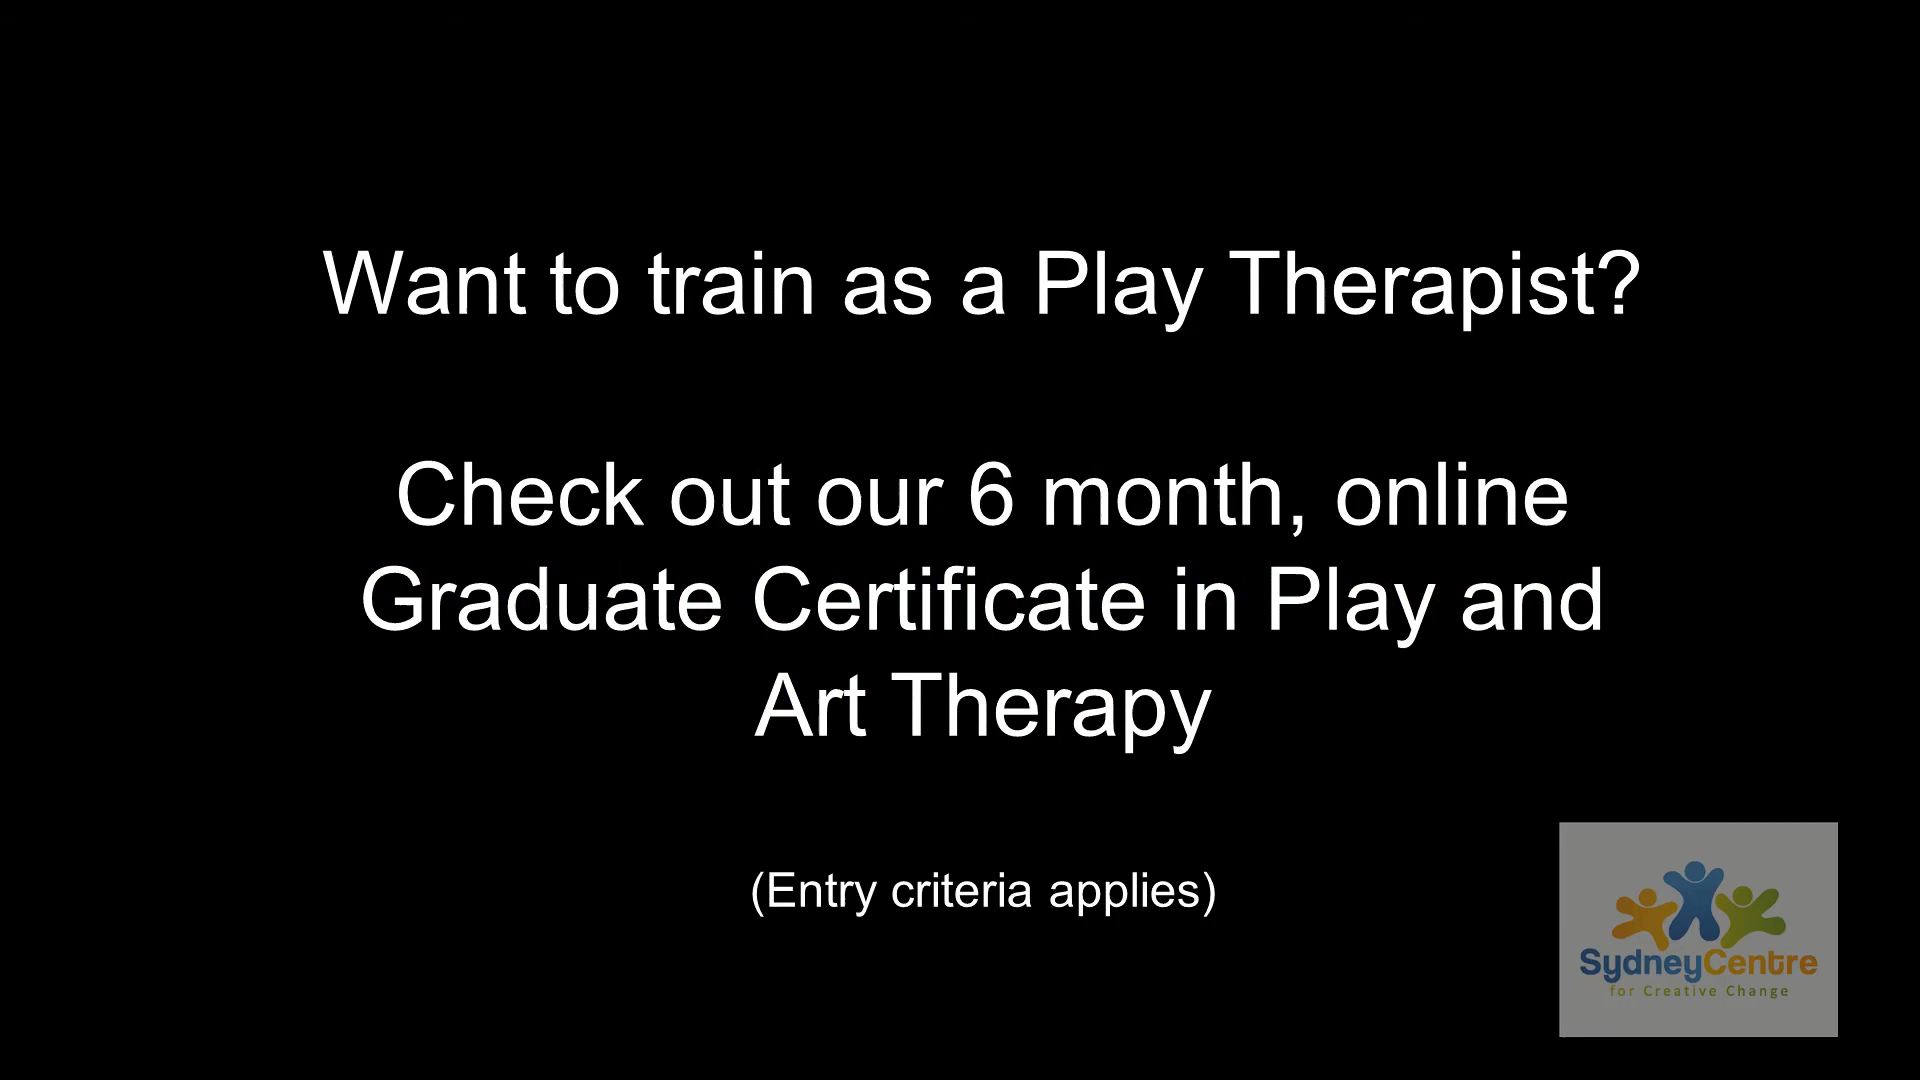 Want to train as a Play Therapist?
Check out our 6 month, online
Graduate Certificate in Play and
Art Therapy
(Entry criteria applies)
SydneyCentre
for Creative Change